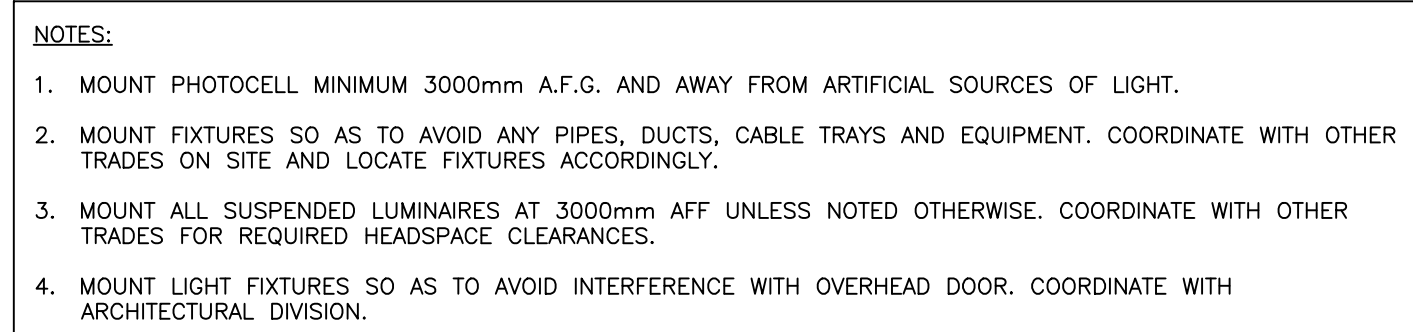 NOTES:
1. MOUNT PHOTOCELL MINIMUM 3000mm A.F.G. AND AWAY FROM ARTIFICIAL SOURCES OF LIGHT.
2. MOUNT FIXTURES SO AS TO AVOID ANY PIPES, DUCTS, CABLE TRAYS AND EQUIPMENT. COORDINATE WITH OTHER
TRADES ON SITE AND LOCATE FIXTURES ACCORDINGLY.
3. MOUNT ALL SUSPENDED LUMINAIRES AT 3000mm AFF UNLESS NOTED OTHERWISE. COORDINATE WITH OTHER
TRADES FOR REQUIRED HEADSPACE CLEARANCES.
4. MOUNT LIGHT FIXTURES SO AS TO AVOID INTERFERENCE WITH OVERHEAD DOOR. COORDINATE WITH
ARCHITECTURAL DIVISION.